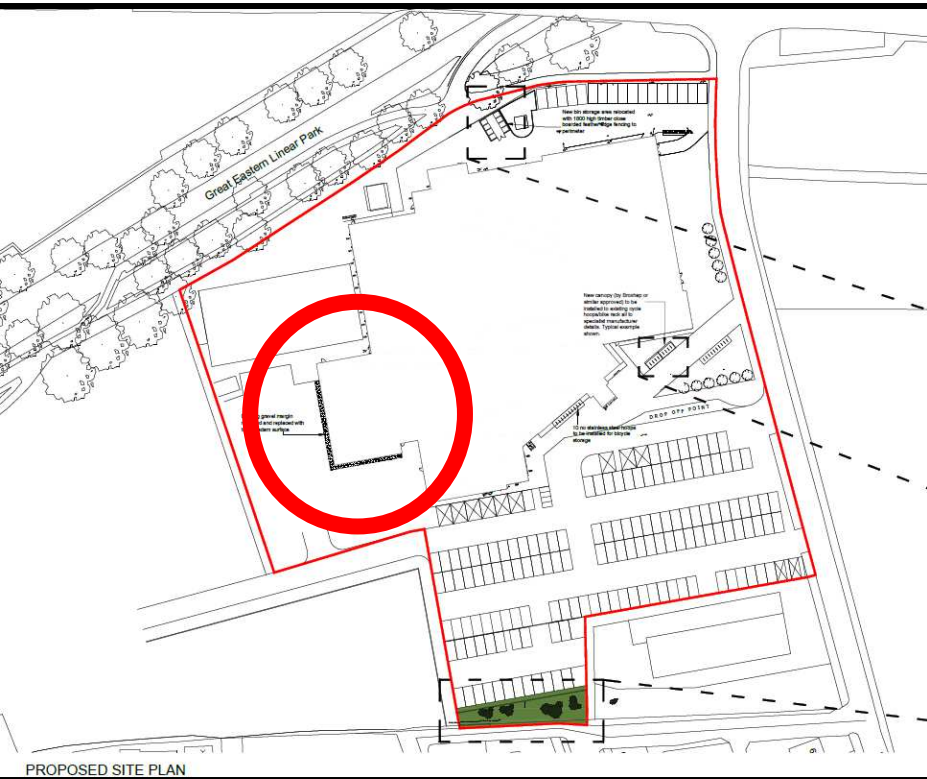 Great Eastern Linear Park
New bin storage area relocated
with 1800 high timber close
boarded feather edge fencing to
perimeter
New canopy (by Broxhap or
similar approved) to be
installed to existing cycle
hoops/bike rack all to
specialist manufacturer
details. Typical example
shown.
DROP OFF POINT
gravel margin
and replaced with
surface
10 no stainless steel hoops
to be installed for bicycle
storage
PROPOSED SITE PLAN